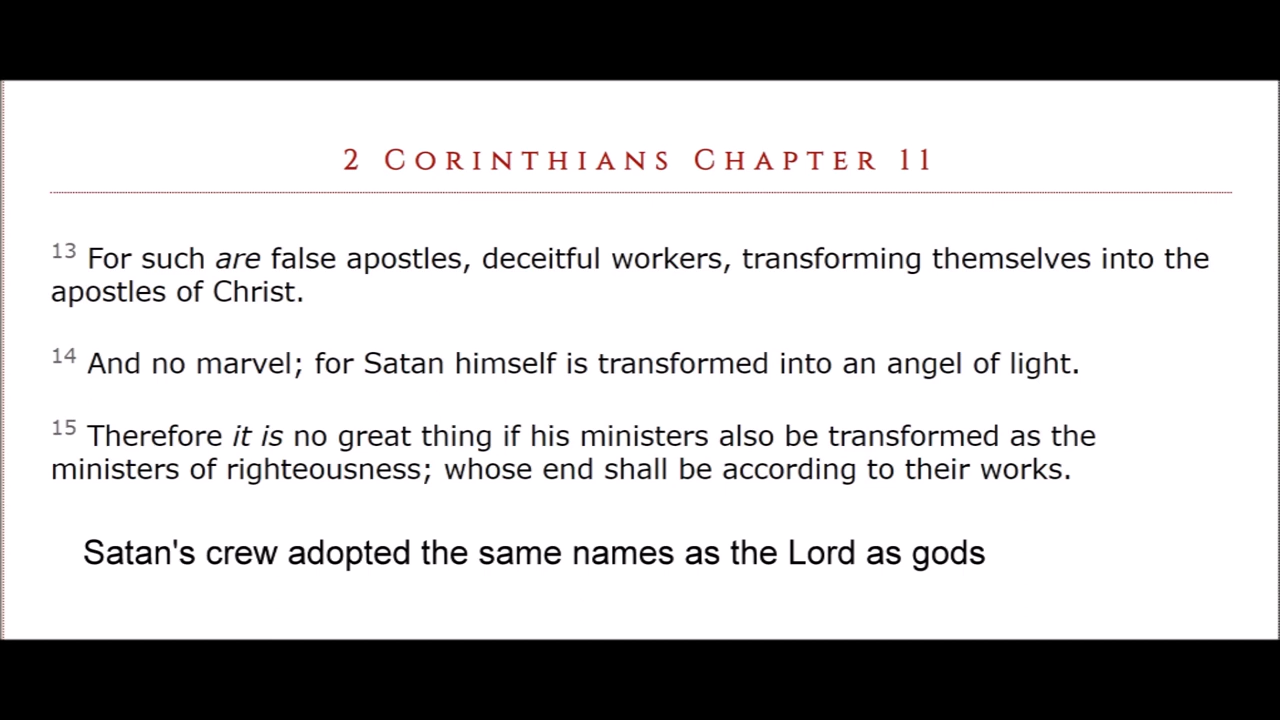 2 Corinthians Chapter 11
13 For such are false apostles, deceitful workers, transforming themselves into the
apostles of Christ.
14 And no marvel; for Satan himself is transformed into an angel of light.
15 Therefore it is no great thing if his ministers also be transformed as the
ministers of righteousness; whose end shall be according to their works.
Satan's crew adopted the same names as the Lord as gods